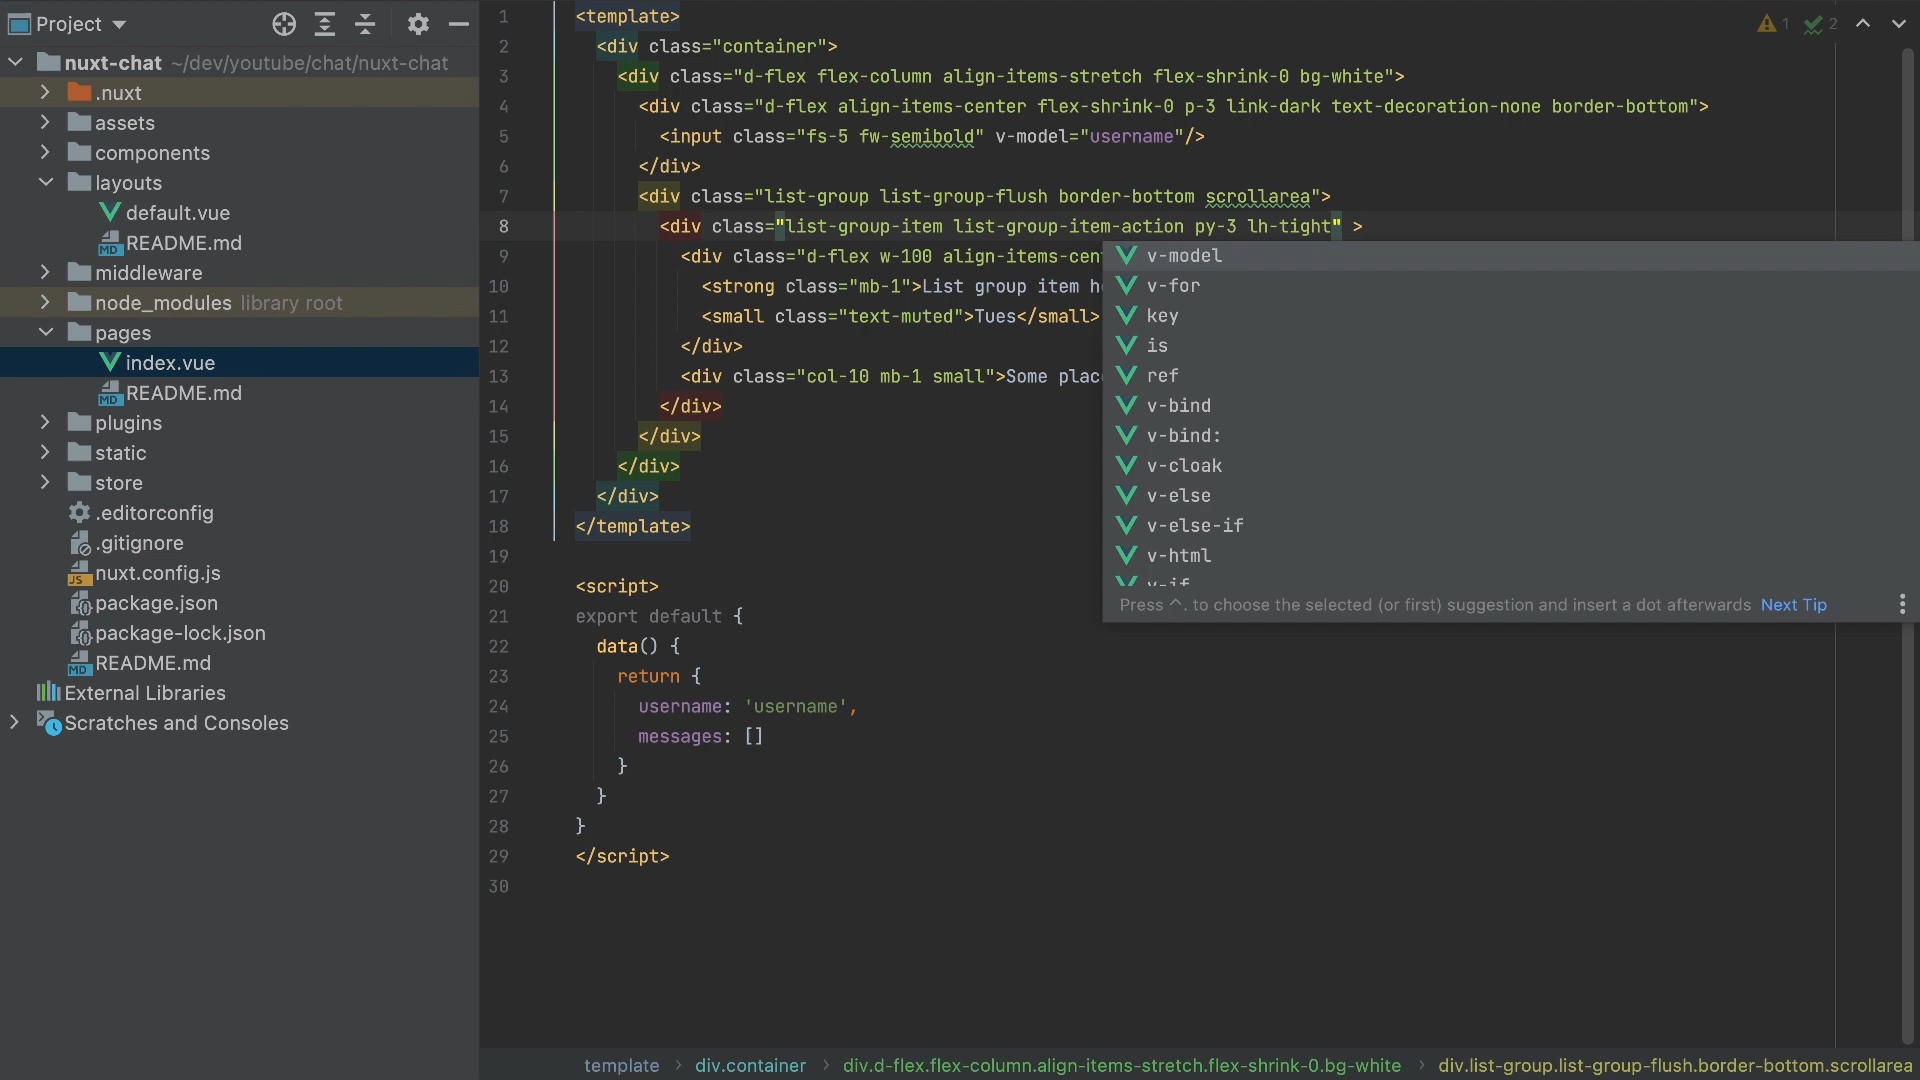 Project
nuxt-chat ~/dev/youtube/chat/nuxt-chat
.nuxt
assets
components
layouts
default.vue
README.md
middleware
node_modules library root
pages
index.vue
README.md
plugins
static
store
.editorconfig
.gitignore
nuxt.config.js
package.json
package-lock.json
README.md
External Libraries
Scratches and Consoles
1 <template>
2 <div class="container">
3 <div class="d-flex flex-column align-items-stretch flex-shrink-0 bg-white">
4 <div class="d-flex align-items-center flex-shrink-0 p-3 link-dark text-decoration-none border-bottom">
5 <input class="fs-5 fw-semibold" v-model="username"/>
6 </div>
7 <div class="list-group list-group-flush border-bottom scrollarea">
8 <div class="list-group-item list-group-item-action py-3 lh-tight" >
9 <div class="d-flex w-100 align-items-cen
10 <strong class="mb-1">List group item h
11 <small class="text-muted">Tues</small>
12 </div>
13 <div class="col-10 mb-1 small">Some plac
14 </div>
15 </div>
16 </div>
17 </div>
18 </template>
19
20 <script>
21 export default {
22 data() {
23 return {
24 username: 'username',
25 messages: []
26 }
27 }
28 }
29 </script>
30
1 2
v-model
v-for
key
is
ref
v-bind
v-bind:
v-cloak
v-else
v-else-if
v-html
v-if
Press ^. to choose the selected (or first) suggestion and insert a dot afterwards Next Tip
template > div.container > div.d-flex.flex-column.align-items-stretch.flex-shrink-0.bg-white > div.list-group.list-group-flush.border-bottom.scrollarea